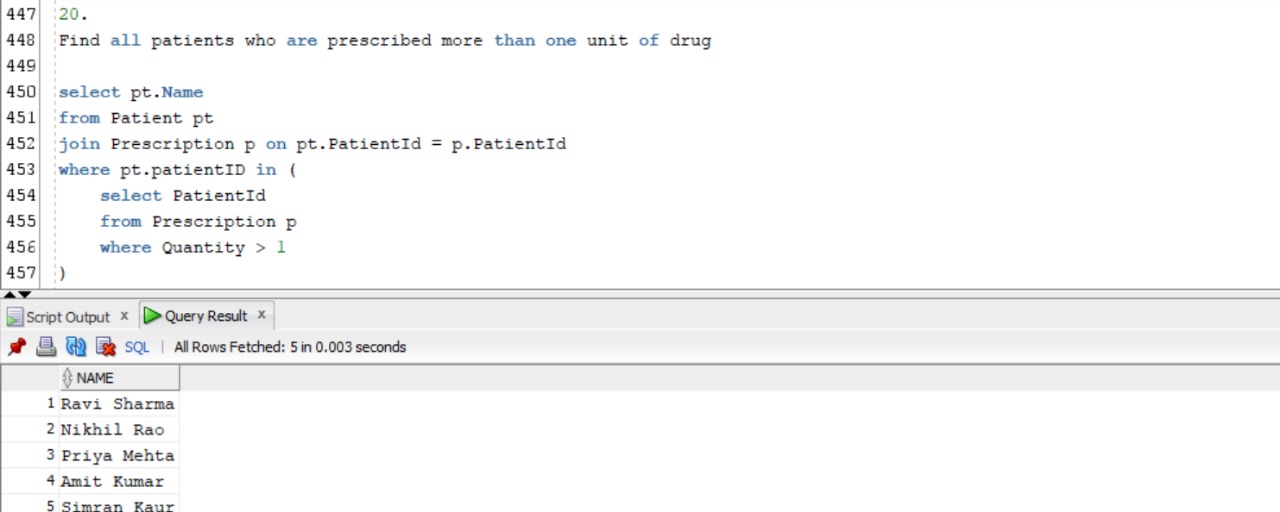 447 20.
448 Find all patients who are prescribed more than one unit of drug
449
450 select pt.Name
451 from Patient pt
452 join Prescription p on pt.PatientId = p.PatientId
453 where pt.patientID in (
454 select PatientId
455 from Prescription p
456 where Quantity > 1
457 )
Script Output x Query Result x
SQL | All Rows Fetched: 5 in 0.003 seconds
NAME
1 Ravi Sharma
2 Nikhil Rao
3 Priya Mehta
4 Amit Kumar
5 Simran Kaur